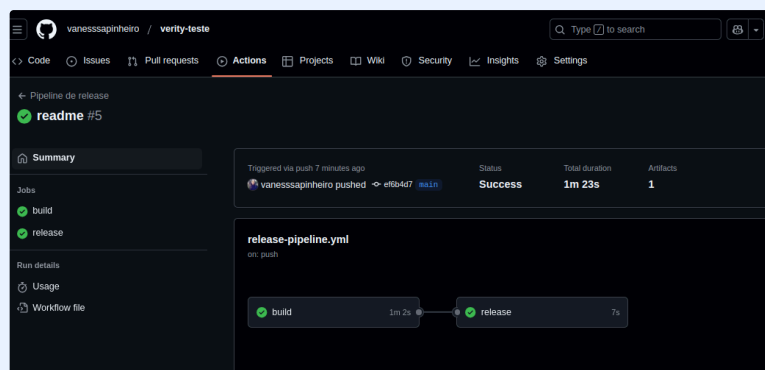 vanesssapinheiro / verity-teste
Type / to search
Code Issues Pull requests Actions Projects Wiki Security Insights Settings
← Pipeline de release
readme #5
Summary
Jobs
build
release
Run details
Usage
Workflow file
Triggered via push 7 minutes ago
vanesssapinheiro pushed ef6b4d7 main
Status
Success
Total duration
1m 23s
Artifacts
1
release-pipeline.yml
on: push
build 1m 2s
release 7s